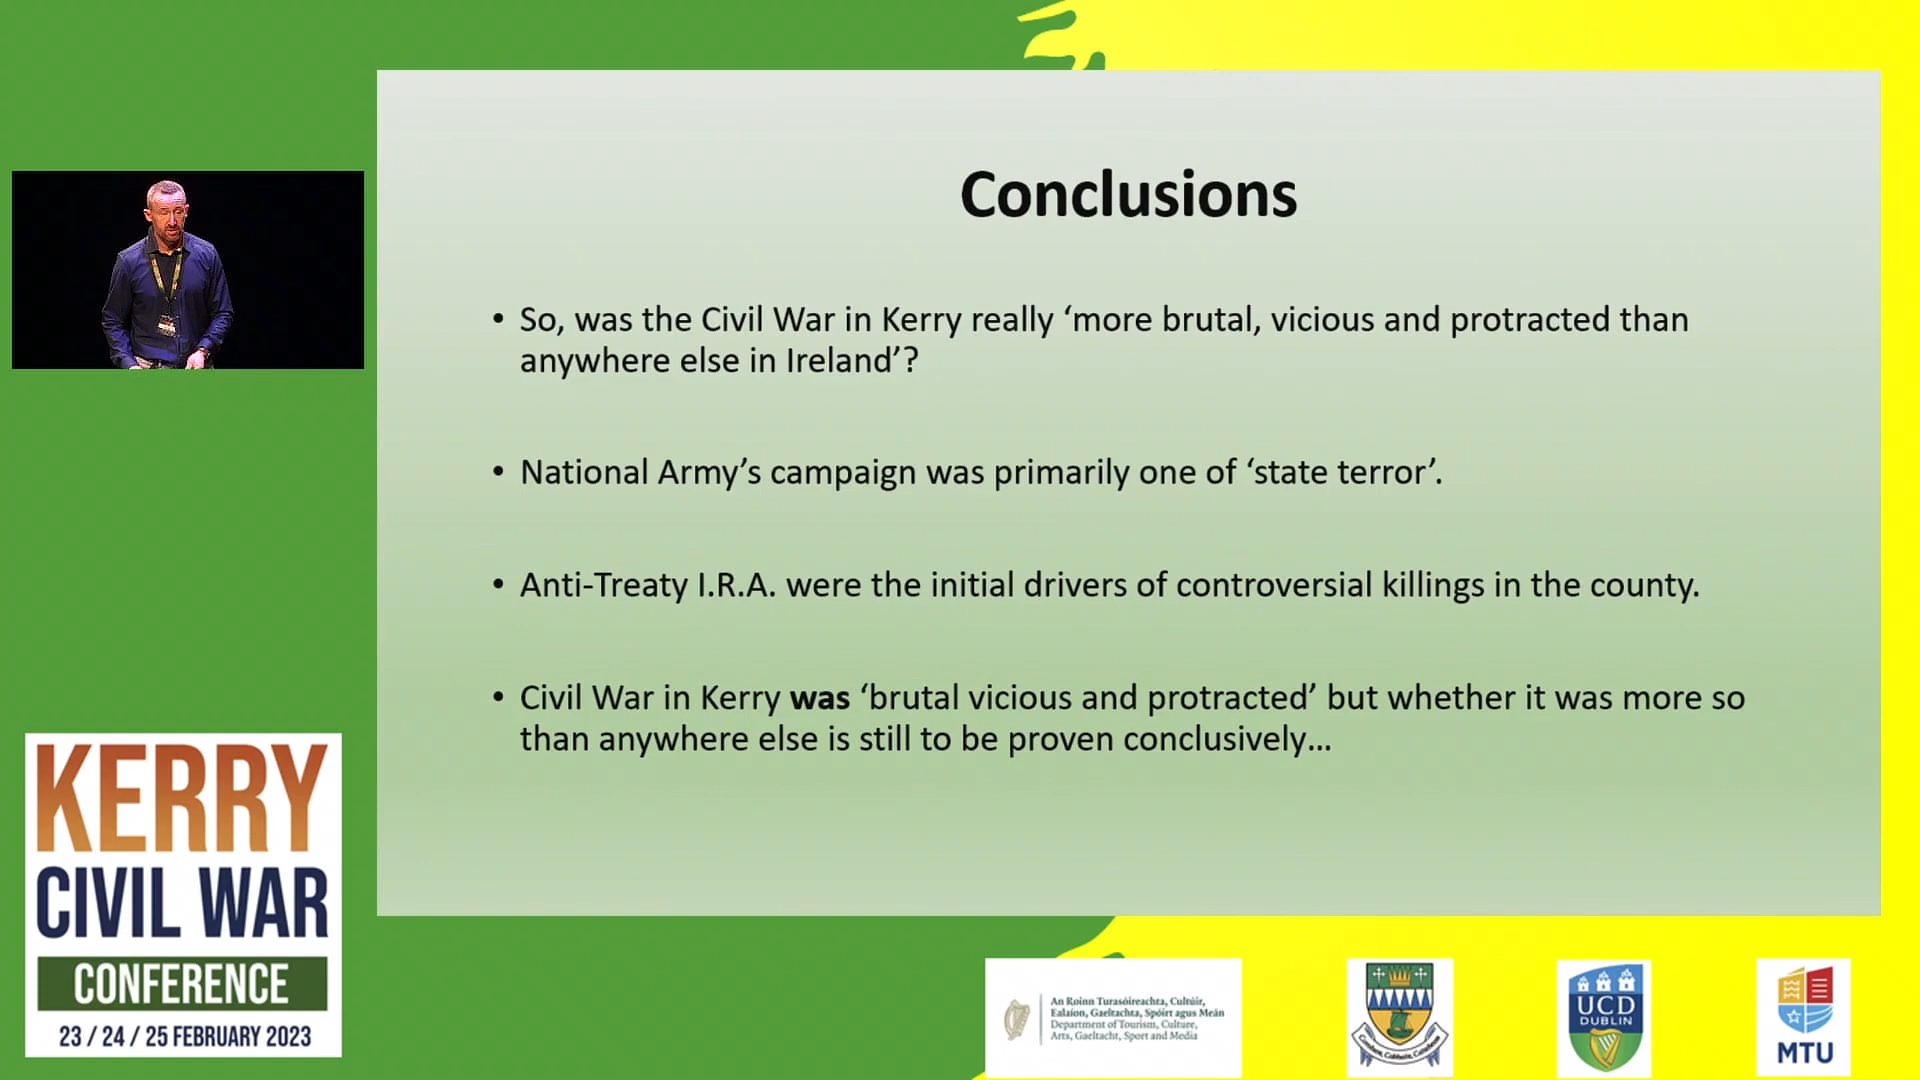 Conclusions
• So, was the Civil War in Kerry really ‘more brutal, vicious and protracted than
anywhere else in Ireland’?
• National Army’s campaign was primarily one of ‘state terror’.
• Anti-Treaty I.R.A. were the initial drivers of controversial killings in the county.
• Civil War in Kerry was ‘brutal vicious and protracted’ but whether it was more so
than anywhere else is still to be proven conclusively...
KERRY
CIVIL WAR
CONFERENCE
23 / 24 / 25 FEBRUARY 2023
An Roinn Turasóireachta, Cultúir,
Ealaíon, Gaeltachta, Spóirt agus Meán
Department of Tourism, Culture,
Arts, Gaeltacht, Sport and Media
UCD
DUBLIN
MTU